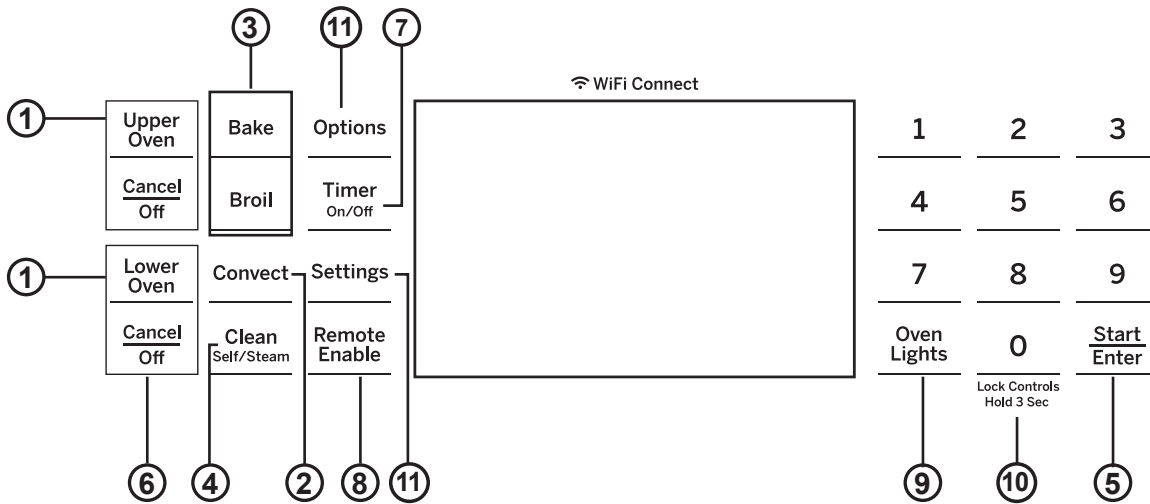 3
11
7
WiFi Connect
1
Upper
Oven
Bake
Options
1
2
3
Cancel
Off
Broil
Timer
On/Off
4
5
6
1
Lower
Oven
Convect
Settings
7
8
9
Cancel
Off
Clean
Self/Steam
Remote
Enable
Oven
Lights
0
Start
Enter
Lock Controls
Hold 3 Sec
6
4
2
8
11
9
10
5